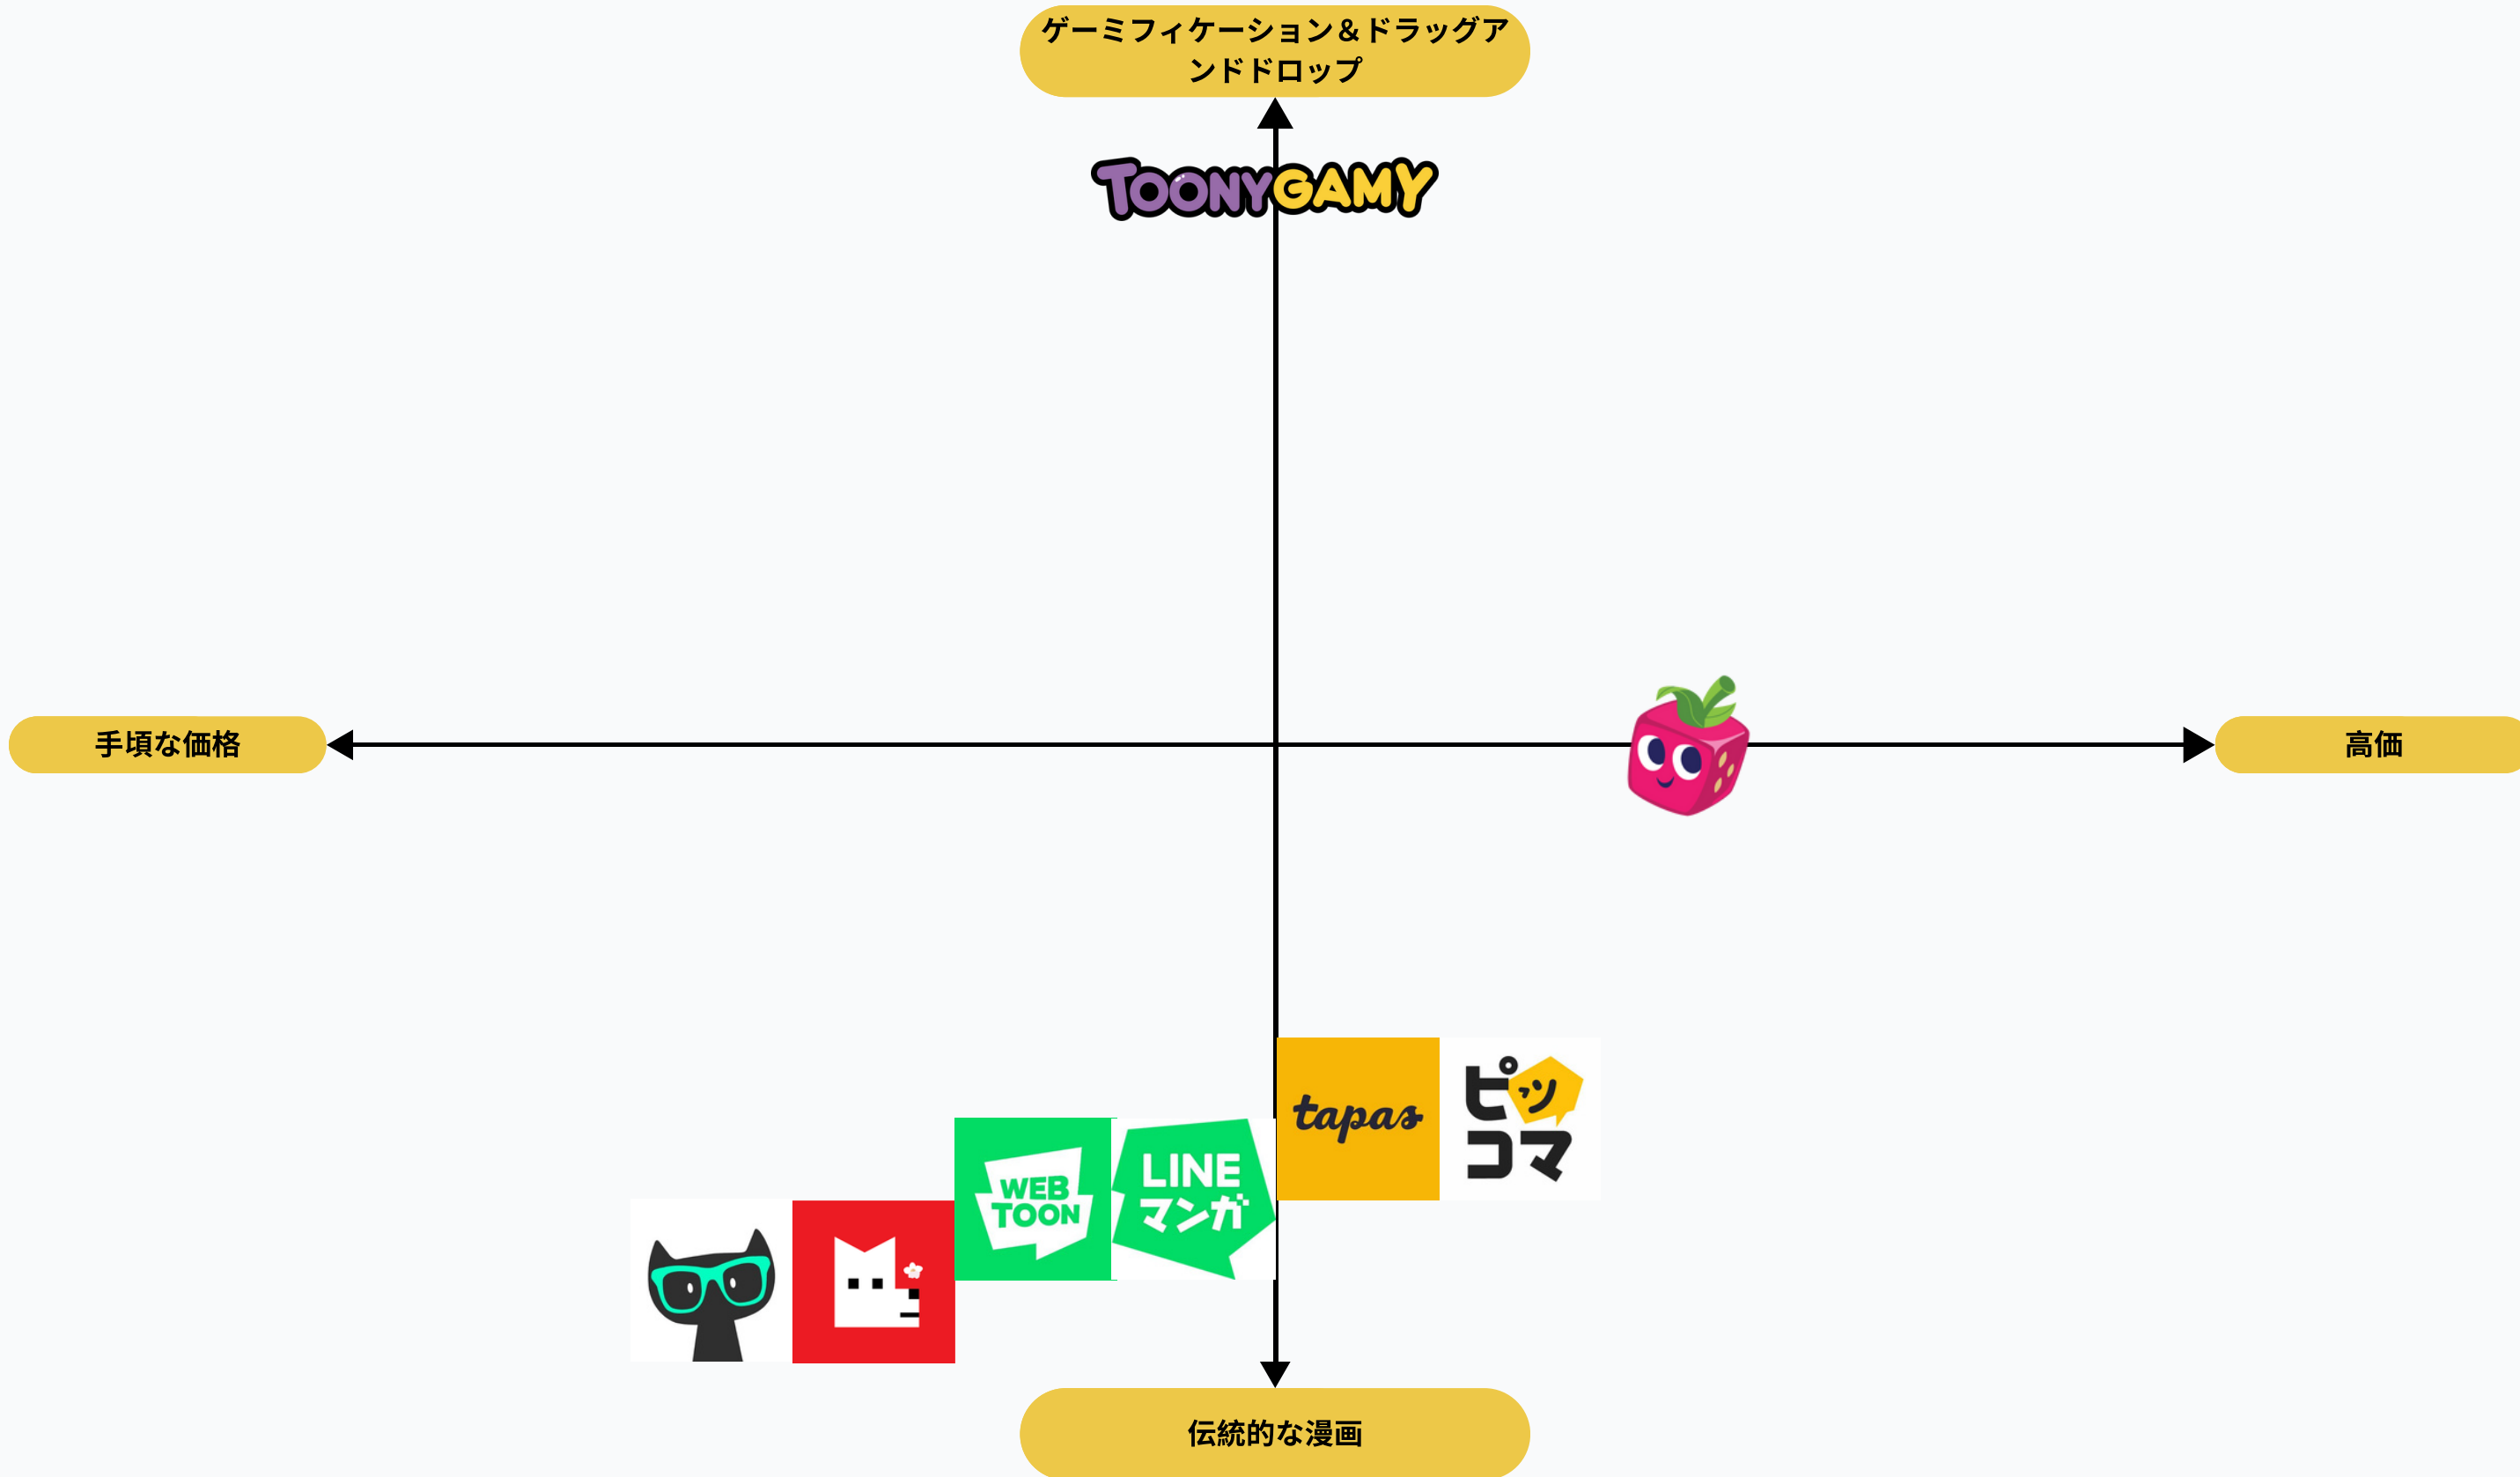 ゲーミフィケーション&ドラッグア
ンドドロップ
TOONYGAMY
手頃な価格
高価
tapas
ピッ
コマ
WEB
TOON
LINE
マンガ
伝統的な漫画